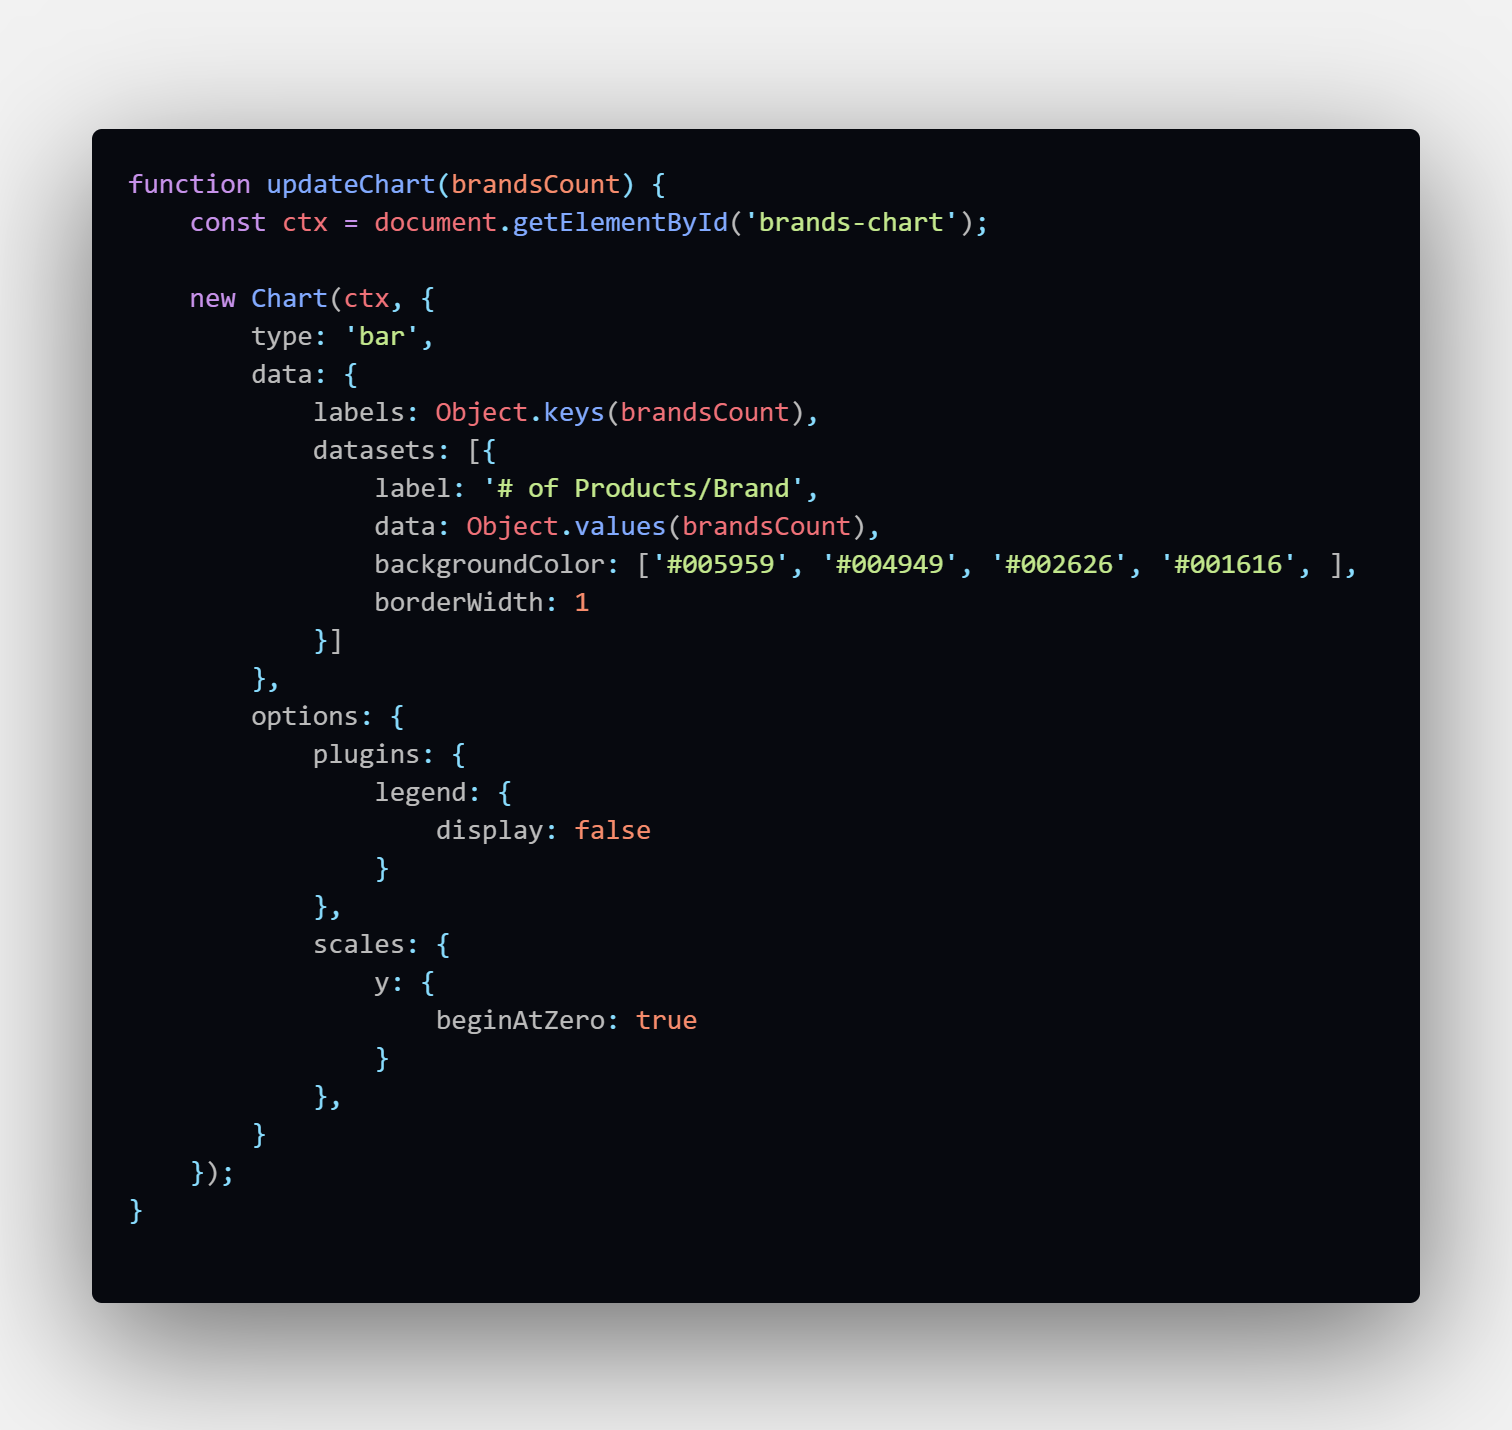 function updateChart(brandsCount) {
    const ctx = document.getElementById('brands-chart');

    new Chart(ctx, {
        type: 'bar',
        data: {
            labels: Object.keys(brandsCount),
            datasets: [{
                label: '# of Products/Brand',
                data: Object.values(brandsCount),
                backgroundColor: ['#005959', '#004949', '#002626', '#001616', ],
                borderWidth: 1
            }]
        },
        options: {
            plugins: {
                legend: {
                    display: false
                }
            },
            scales: {
                y: {
                    beginAtZero: true
                }
            },
        }
    });
}